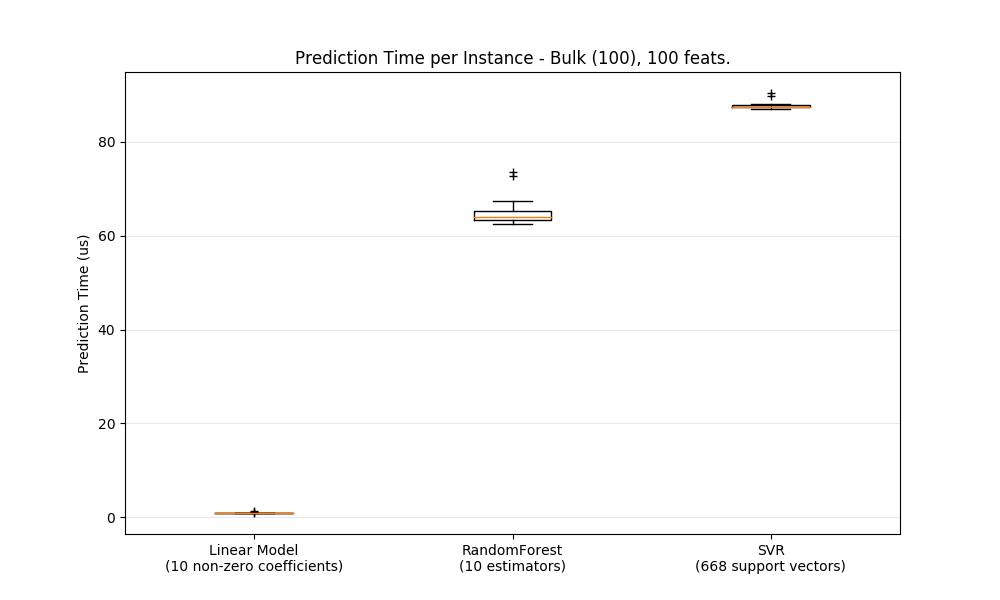 Prediction Time per Instance - Bulk (100), 100 feats.
Prediction Time (us)
80
60
40
20
0
Linear Model
(10 non-zero coefficients)
RandomForest
(10 estimators)
SVR
(668 support vectors)